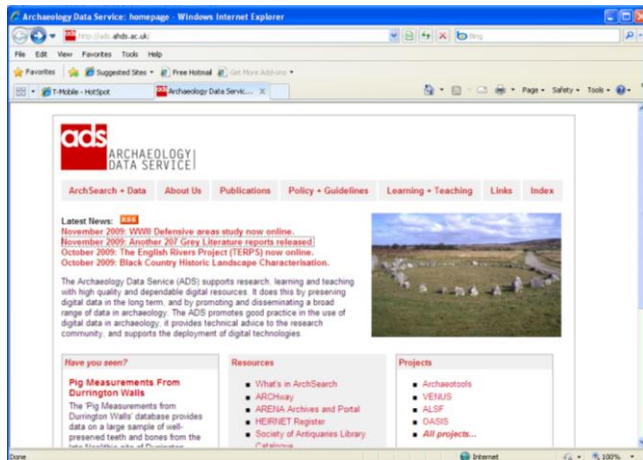 Archaeology Data Service: homepage - Windows Internet Explorer
http://ads.ahds.ac.uk/
Bing
File Edit View Favorites Tools Help
Favorites Suggested Sites Free Hotmail Get More Add-ons
T-Mobile - HotSpot ads Archaeology Data Servic... X Page Safety Tools
ads
ARCHAEOLOGY
DATA SERVICE
ArchSearch + Data About Us Publications Policy + Guidelines Learning + Teaching Links Index
Latest News: RSS
November 2009: WWII Defensive areas study now online.
November 2009: Another 207 Grey Literature reports released
October 2009: The English Rivers Project (TERPS) now online.
October 2009: Black Country Historic Landscape Characterisation.
The Archaeology Data Service (ADS) supports research, learning and teaching
with high quality and dependable digital resources. It does this by preserving
digital data in the long term, and by promoting and disseminating a broad
range of data in archaeology. The ADS promotes good practice in the use of
digital data in archaeology, it provides technical advice to the research
community, and supports the deployment of digital technologies.
Have you seen?
Pig Measurements From
Durrington Walls
The 'Pig Measurements from
Durrington Walls' database provides
data on a large sample of well-
preserved teeth and bones from the
late Neolithic site of Durrington
Resources
What's in ArchSearch
ARCHway
ARENA Archives and Portal
HEIRNET Register
Society of Antiquaries Library
Catalogue
Projects
Archaeotools
VENUS
ALSF
OASIS
All projects...
Done Internet 100%